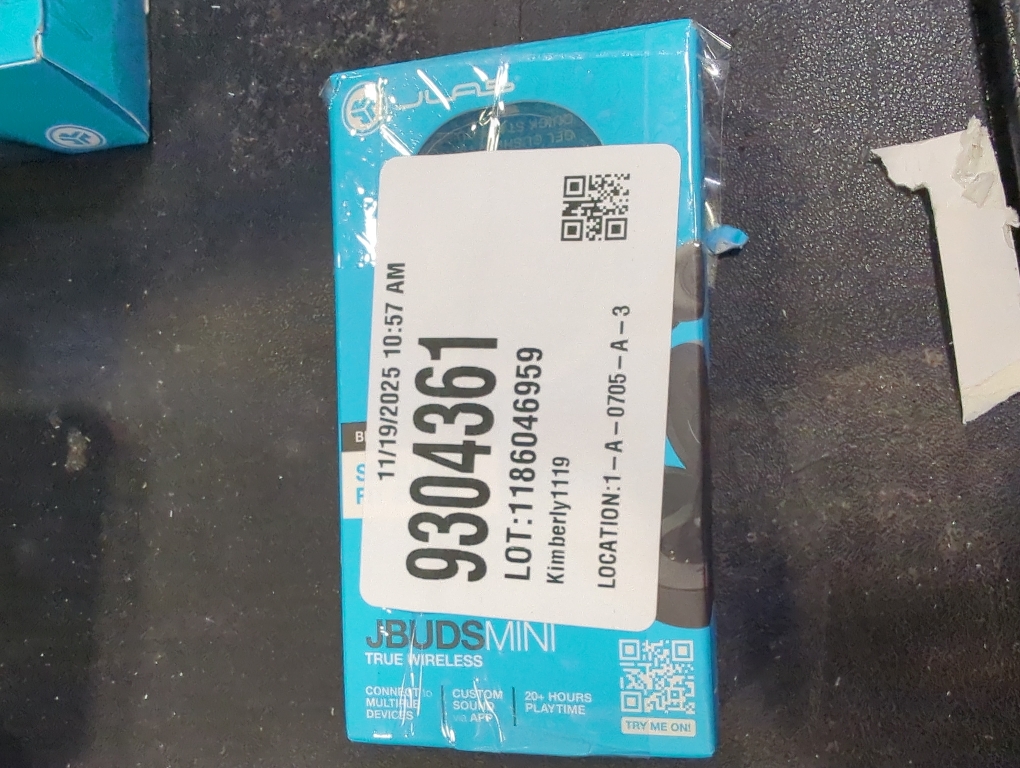 JLAB
11/19/2025 10:57 AM
9304361
LOT:1186046959
Kimberly1119
LOCATION:1-A-0705-A-3
JBUDSMINI
TRUE WIRELESS
CONNECT to
MULTIPLE
DEVICES
CUSTOM
SOUND
via APP
20+ HOURS
PLAYTIME
TRY ME ON!